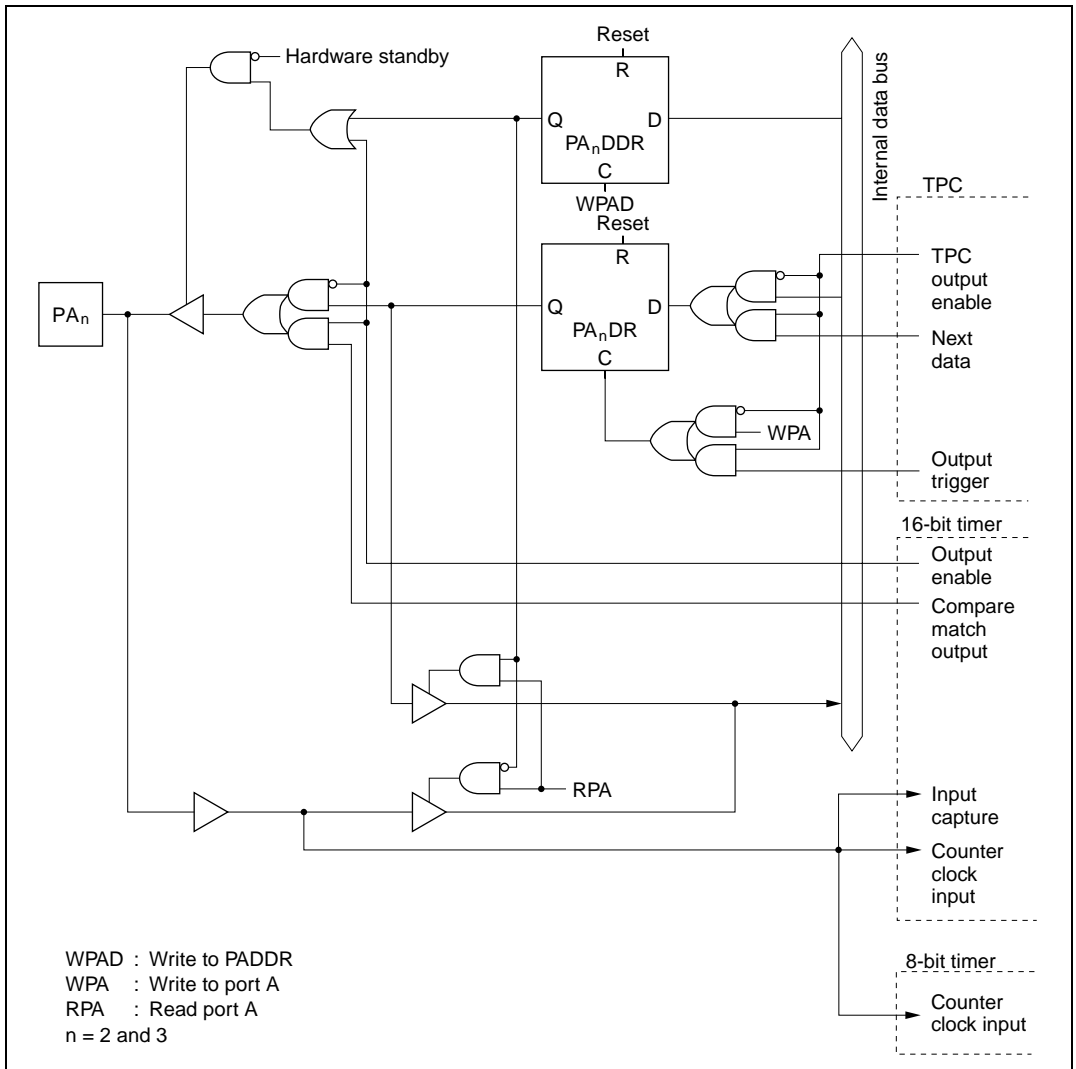 Reset
Hardware standby
R
Q
D
PAnDDR
C
WPAD
Internal data bus
TPC
Reset
R
Q
D
PAnDR
C
PAn
TPC
output
enable
Next
data
WPA
Output
trigger
16-bit timer
Output
enable
Compare
match
output
RPA
Input
capture
Counter
clock
input
WPAD : Write to PADDR
WPA : Write to port A
RPA : Read port A
n = 2 and 3
8-bit timer
Counter
clock input